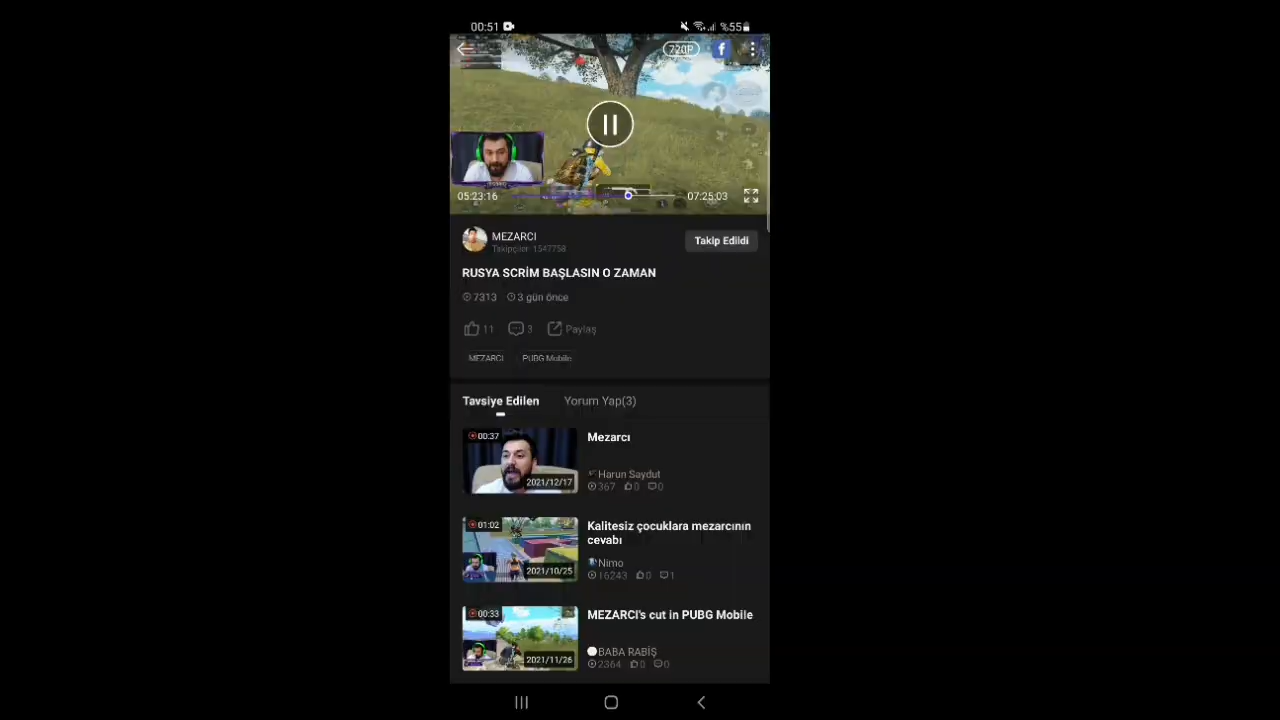 00:51
%55
720P
05:23:16
07:25:03
MEZARCI
Takipçiler: 1547758
Takip Edildi
RUSYA SCRİM BAŞLASIN O ZAMAN
7313
3 gün önce
11
3
Paylaş
MEZARCI
PUBG Mobile
Tavsiye Edilen
Yorum Yap(3)
00:37
2021/12/17
Mezarcı
Harun Saydut
367
0
0
01:02
2021/10/25
Kalitesiz çocuklara mezarcının
cevabı
Nimo
16243
0
1
00:33
2021/11/26
MEZARCI's cut in PUBG Mobile
BABA RABİŞ
2364
0
0